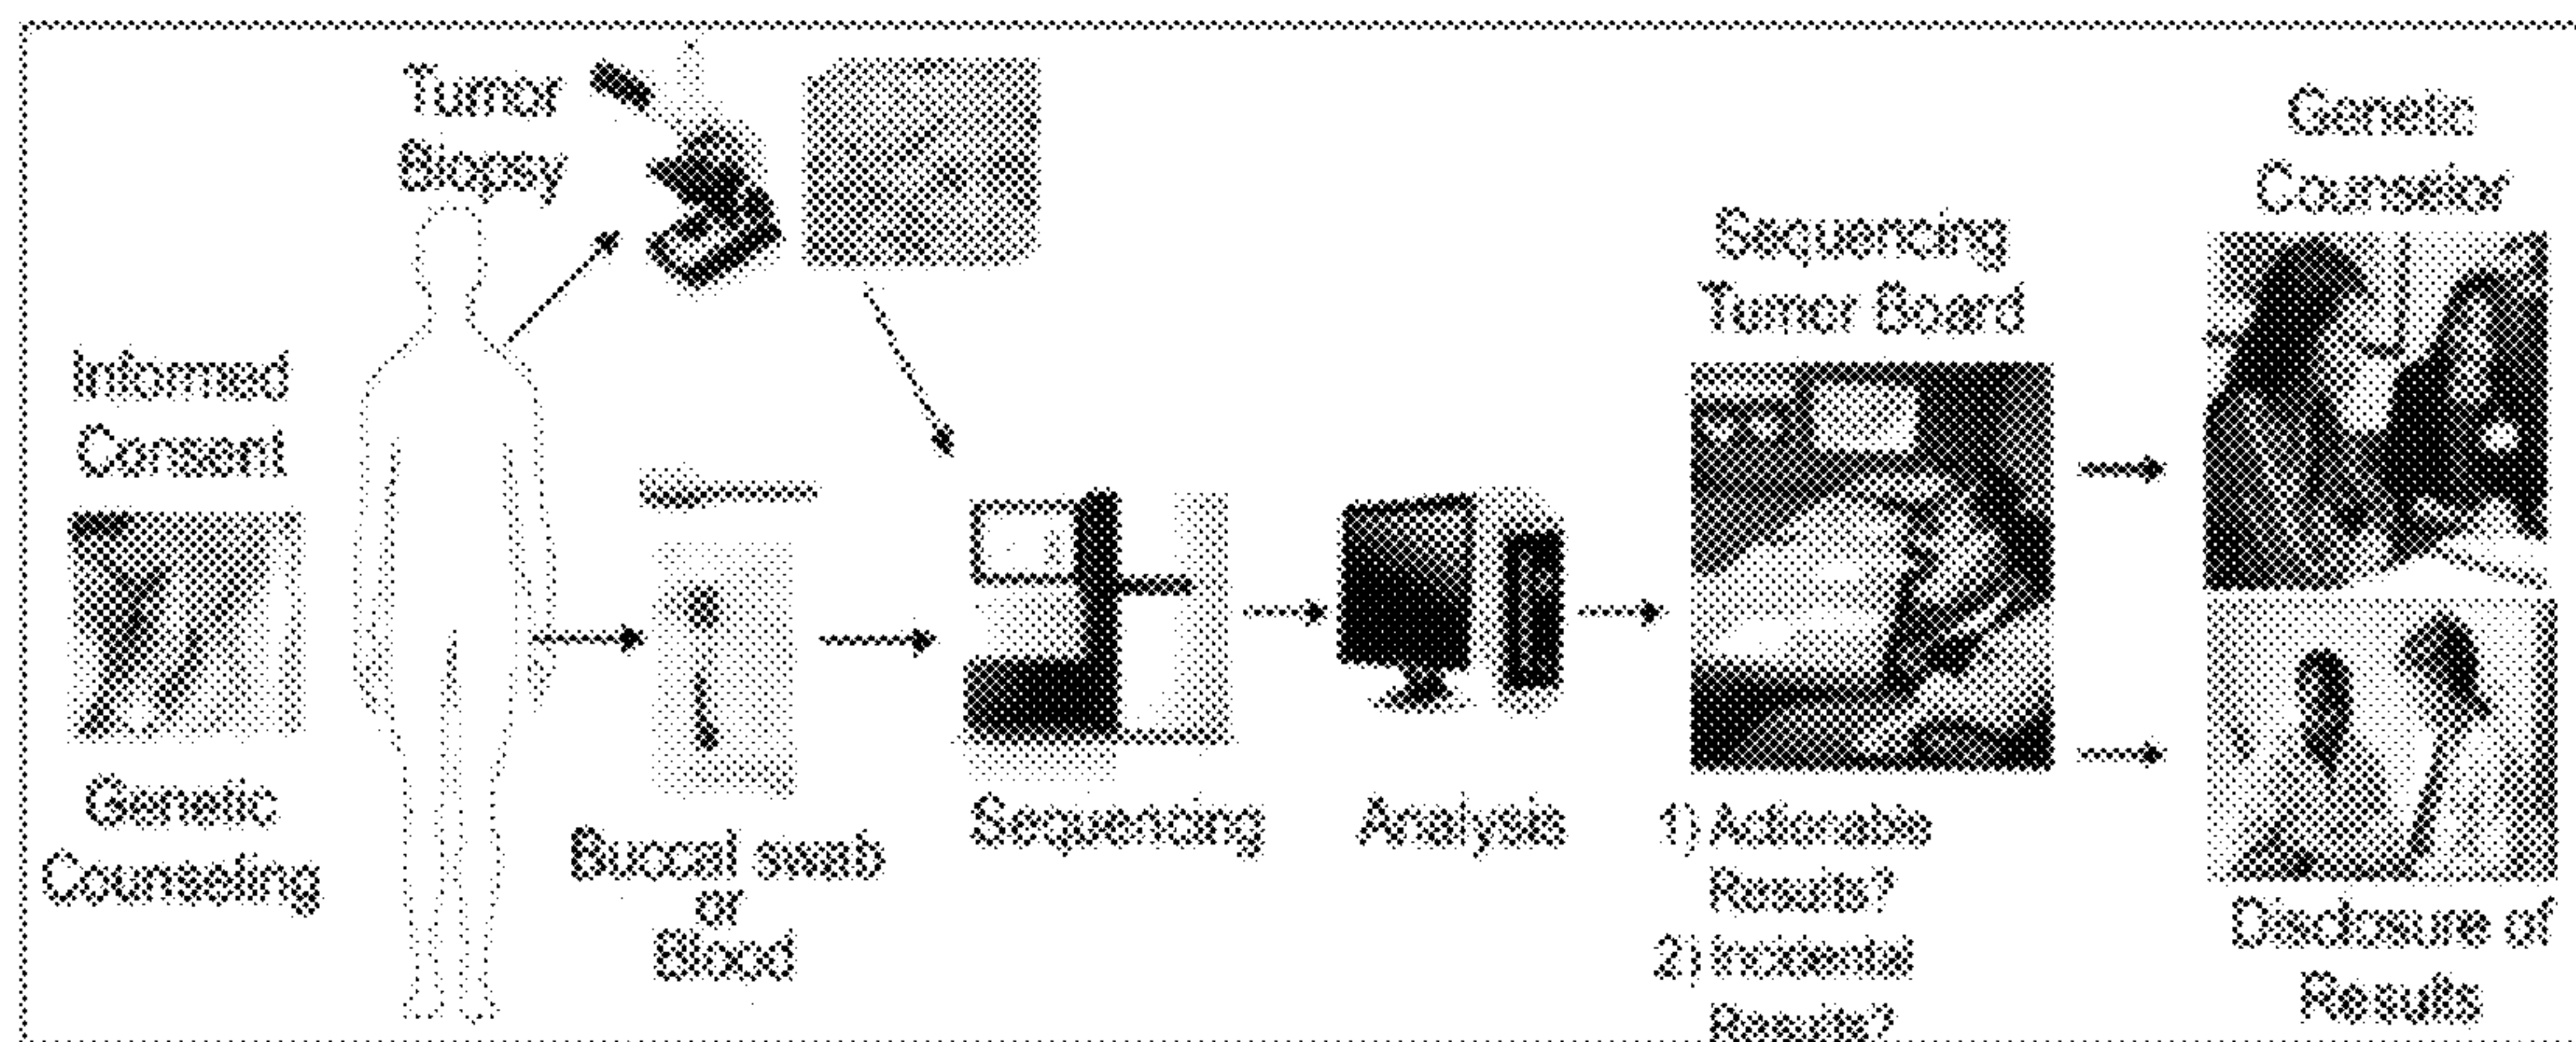 Tumor
Biopsy
Informed
Consent
Genetic
Counseling
Buccal swab
or
Blood
Sequencing
Analysis
Sequencing
Tumor Board
1) Actionable
Results?
2) Incidental
Results?
Genetic
Counselor
Disclosure of
Results